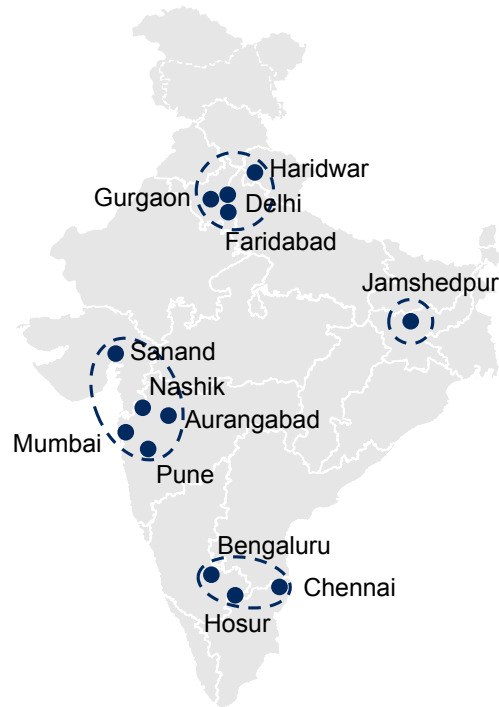 Haridwar
Gurgaon
Delhi
Faridabad
Jamshedpur
Sanand
Nashik
Aurangabad
Mumbai
Pune
Bengaluru
Chennai
Hosur